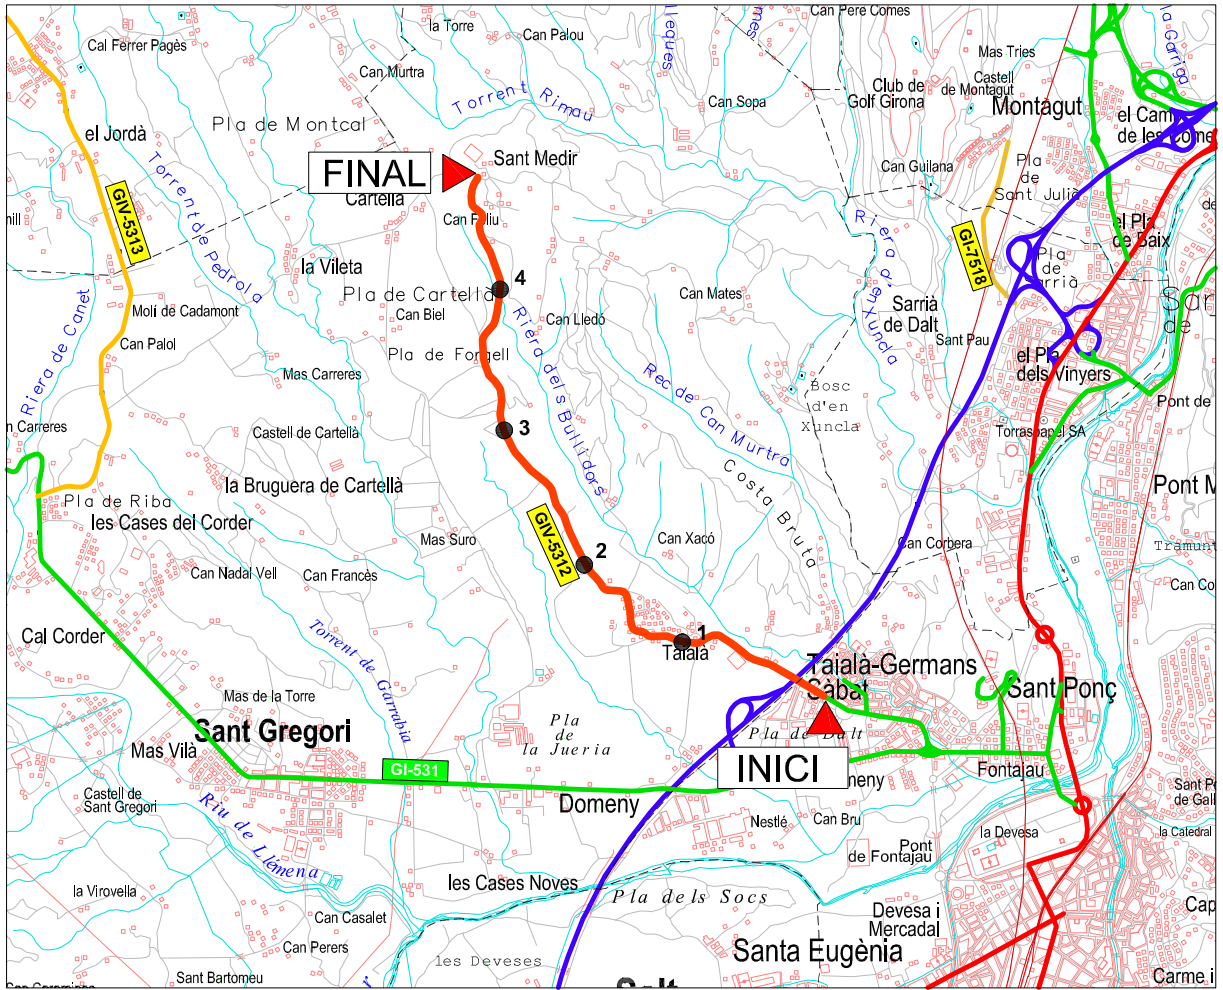 la Torre
Can Palou
Can Pere Comes
Cal Ferrer Pagès
Can Murtra
Torrent Rimau
Mas Tries
la Garriga
Club de
Golf Girona
Castell
de Montagut
Can Sopa
Montagut
Pla de Montcal
el Jordà
Sant Medir
FINAL
Cartellà
Can Guilana
Pla
de
Sant Julià
GIV-5313
Torrent de Pedrola
Can Feliu
Riera d'en Xuncla
GI-7518
el Pla
de Baix
Pla
de
la Vileta
4
Pla de Cartellà
Can Biel
Can Lledó
Can Mates
Sarrià
de Dalt
Sant Pau
Molí de Cadamont
Riera de Canet
Can Palol
Pla de Forgell
Riera dels Bullidors
Rec de Can Murtra
Mas Carreres
Bosc
d'en
Xuncla
el Pla
dels Vinyers
Pont de
Castell de Cartellà
3
Torraspapel SA
Costa Bruta
la Bruguera de Cartellà
Pla de Riba
les Cases del Corder
Pont M
GIV-5312
Mas Suro
Can Xacó
Can Corbera
2
Can Nadal Vell
Can Francès
Can Co
Torrent de Garrabia
Cal Corder
1
Taialà
Taialà-Germans
Sàbat
Sant Ponç
Mas de la Torre
Sant Gregori
Mas Vilà
Pla
de
la Jueria
Pla de Dalt
INICI
GI-531
Fontajau
Castell de
Sant Gregori
Riu de Llémena
Domeny
Nestlé
Can Bru
la Devesa
la Catedral
Pont
de Fontajau
la Virovella
les Cases Noves
Pla dels Socs
Can Casalet
Can Perers
Devesa i
Mercadal
Santa Eugènia
Sant Bartomeu
les Deveses
Carme i